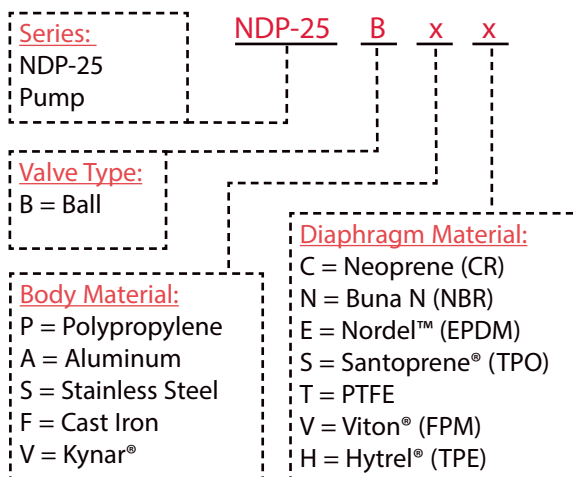 NDP-25 B x x
Series:
NDP-25
Pump
Valve Type:
B = Ball
Body Material:
P = Polypropylene
A = Aluminum
S = Stainless Steel
F = Cast Iron
V = Kynar®
Diaphragm Material:
C = Neoprene (CR)
N = Buna N (NBR)
E = Nordel™ (EPDM)
S = Santoprene® (TPO)
T = PTFE
V = Viton® (FPM)
H = Hytrel® (TPE)